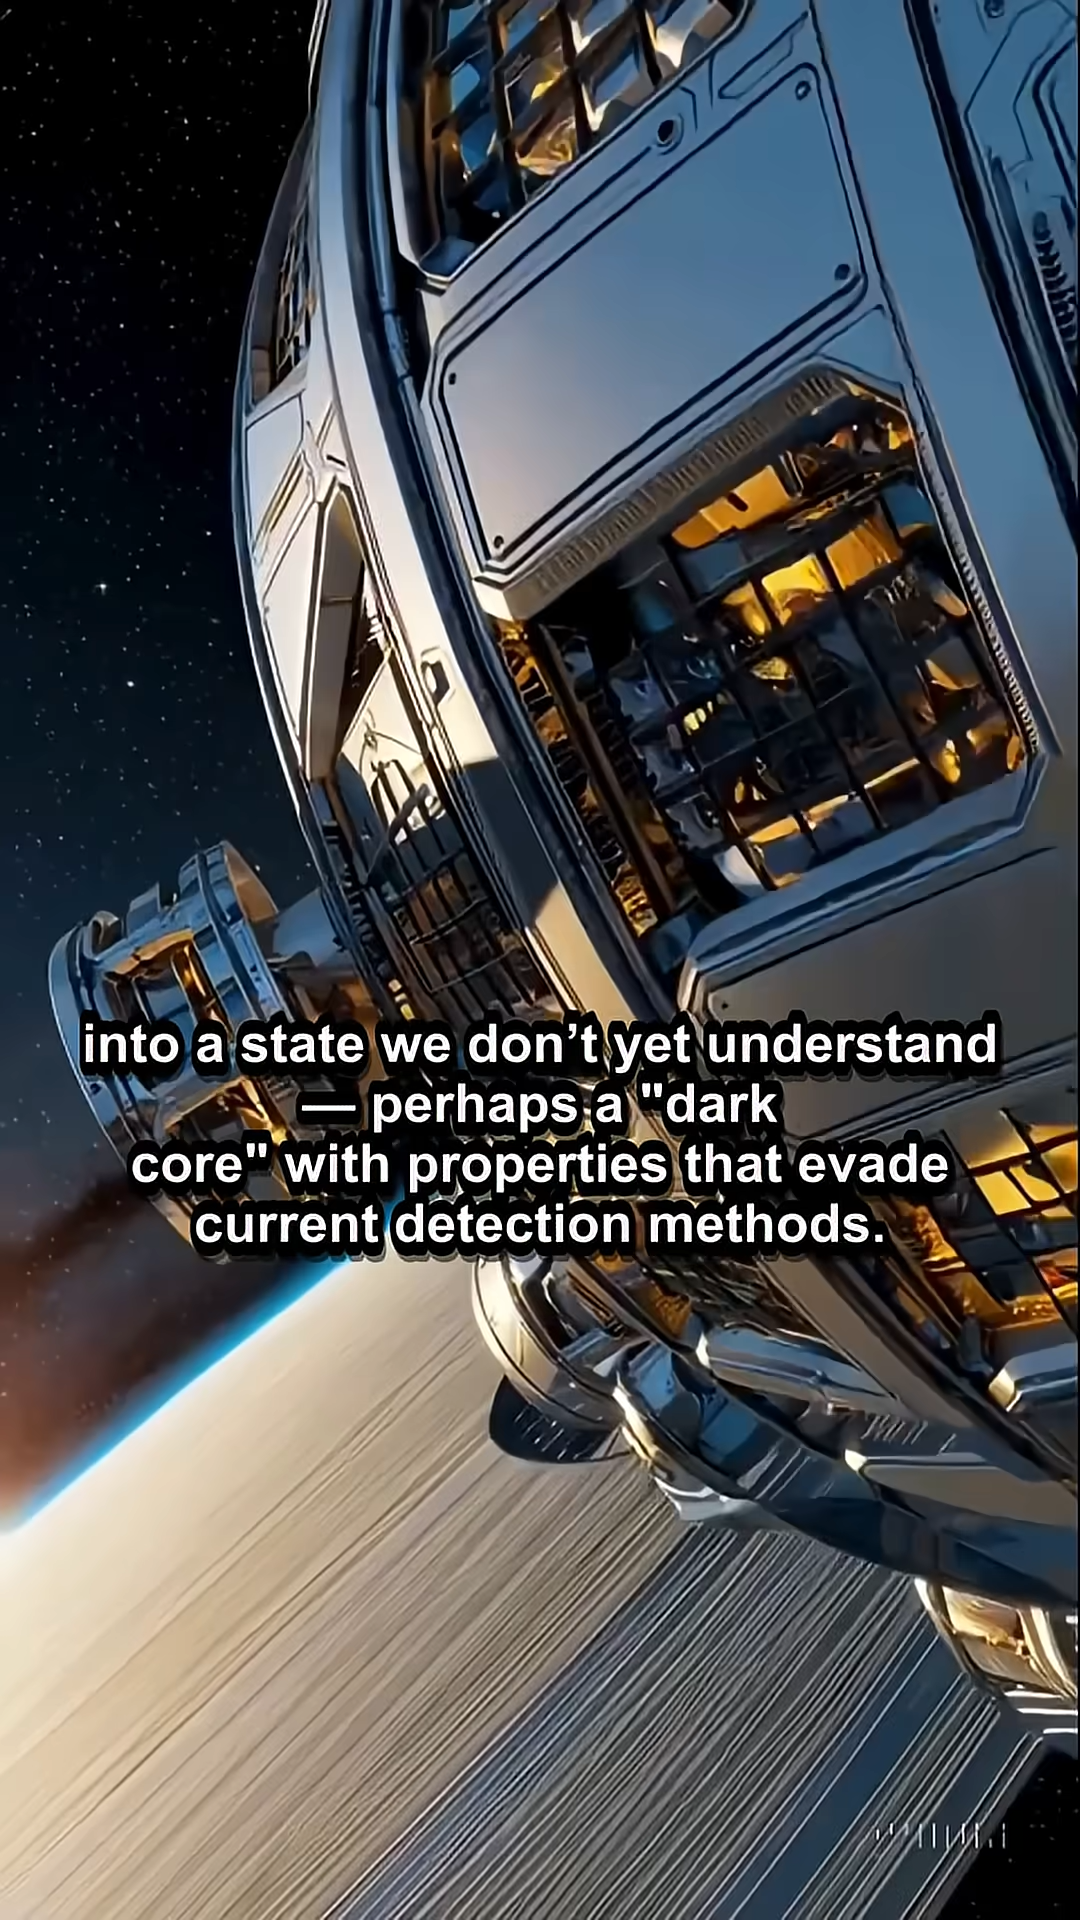 into a state we don’t yet understand
— perhaps a "dark
core" with properties that evade
current detection methods.